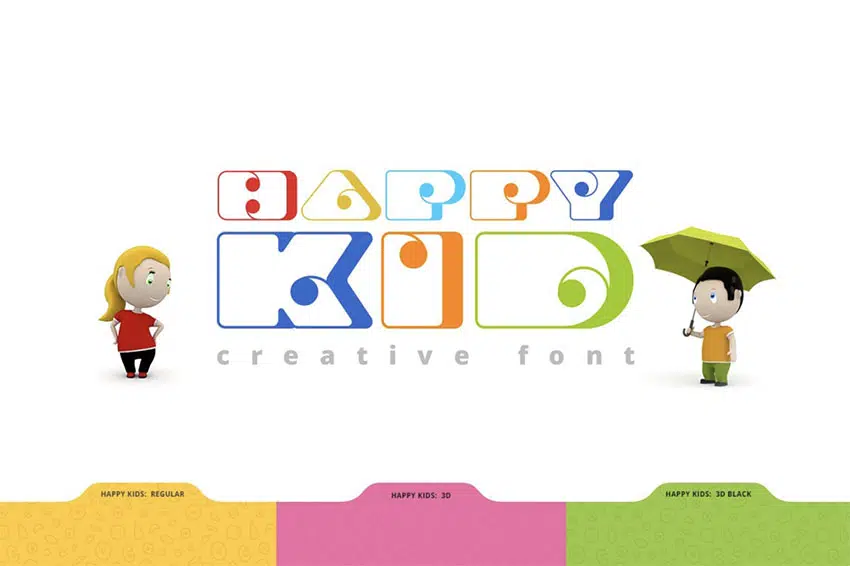 HAPPY
KID
creative font
HAPPY KIDS: REGULAR
HAPPY KIDS: 3D
HAPPY KIDS: 3D BLACK